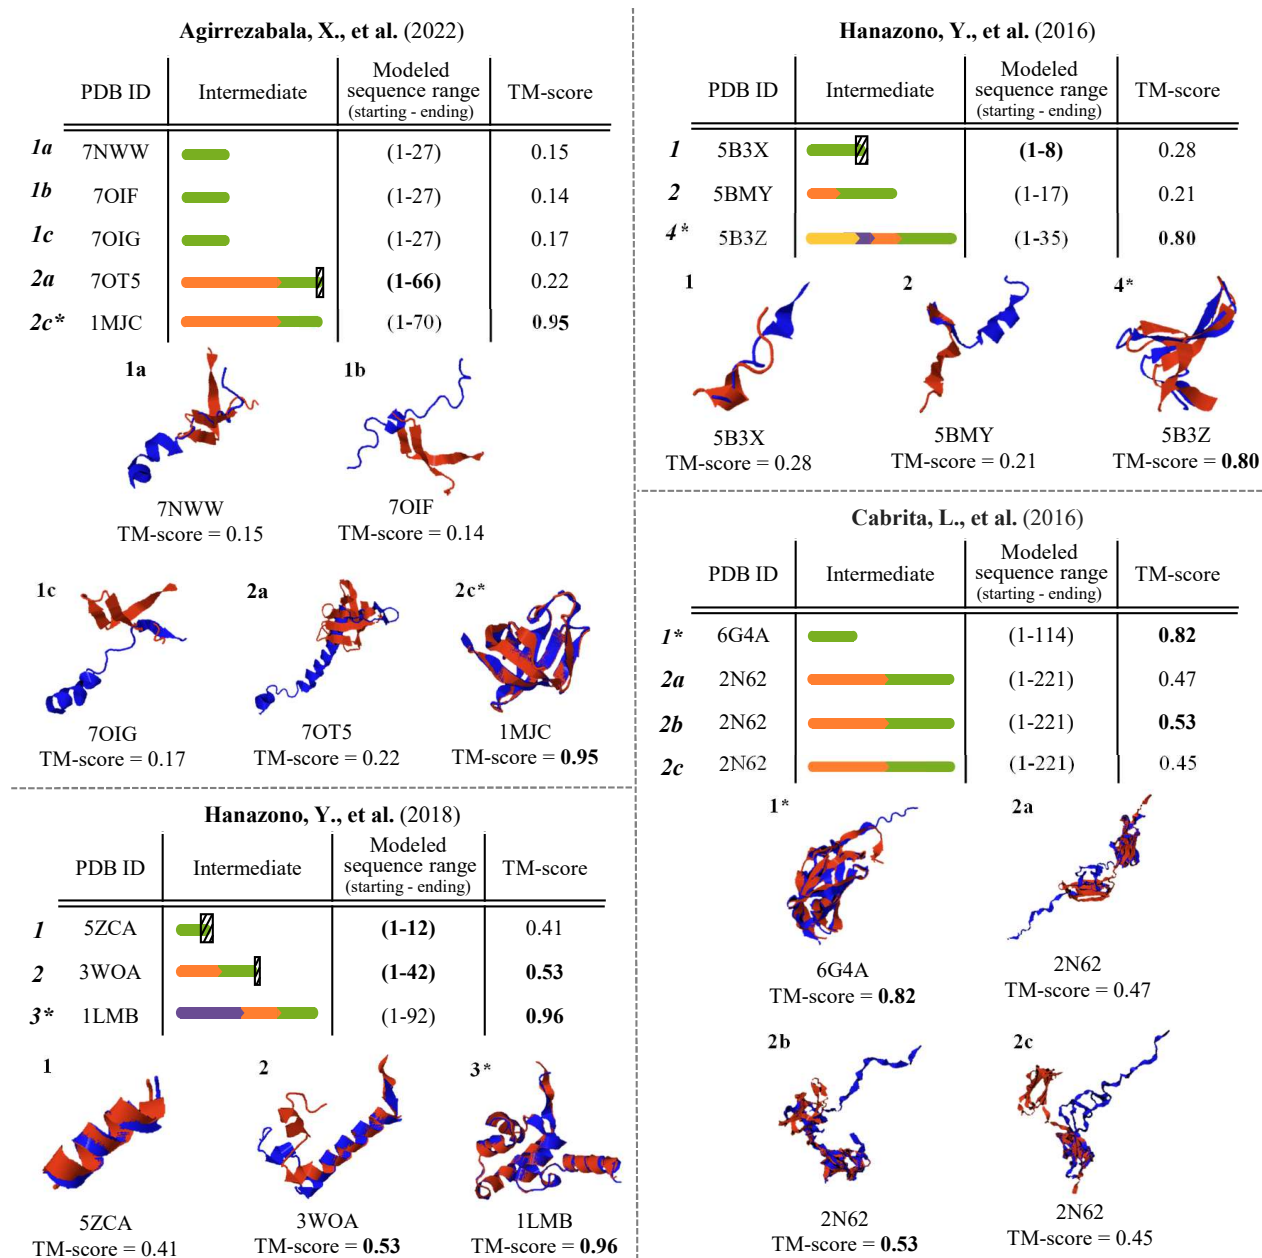 Agirrezabala, X., et al. (2022)
PDB ID Intermediate Modeled sequence range (starting - ending) TM-score
1a 7NWW (1-27) 0.15
1b 7OIF (1-27) 0.14
1c 7OIG (1-27) 0.17
2a 7OT5 (1-66) 0.22
2c* 1MJC (1-70) 0.95
1a
1b
7NWW
TM-score = 0.15
7OIF
TM-score = 0.14
1c
2a
2c*
7OIG
TM-score = 0.17
7OT5
TM-score = 0.22
1MJC
TM-score = 0.95
Hanazono, Y., et al. (2018)
PDB ID Intermediate Modeled sequence range (starting - ending) TM-score
1 5ZCA (1-12) 0.41
2 3WOA (1-42) 0.53
3* 1LMB (1-92) 0.96
1
2
3*
5ZCA
TM-score = 0.41
3WOA
TM-score = 0.53
1LMB
TM-score = 0.96
Hanazono, Y., et al. (2016)
PDB ID Intermediate Modeled sequence range (starting - ending) TM-score
1 5B3X (1-8) 0.28
2 5BMY (1-17) 0.21
4* 5B3Z (1-35) 0.80
1
2
4*
5B3X
TM-score = 0.28
5BMY
TM-score = 0.21
5B3Z
TM-score = 0.80
Cabrita, L., et al. (2016)
PDB ID Intermediate Modeled sequence range (starting - ending) TM-score
1* 6G4A (1-114) 0.82
2a 2N62 (1-221) 0.47
2b 2N62 (1-221) 0.53
2c 2N62 (1-221) 0.45
1*
2a
6G4A
TM-score = 0.82
2N62
TM-score = 0.47
2b
2c
2N62
TM-score = 0.53
2N62
TM-score = 0.45